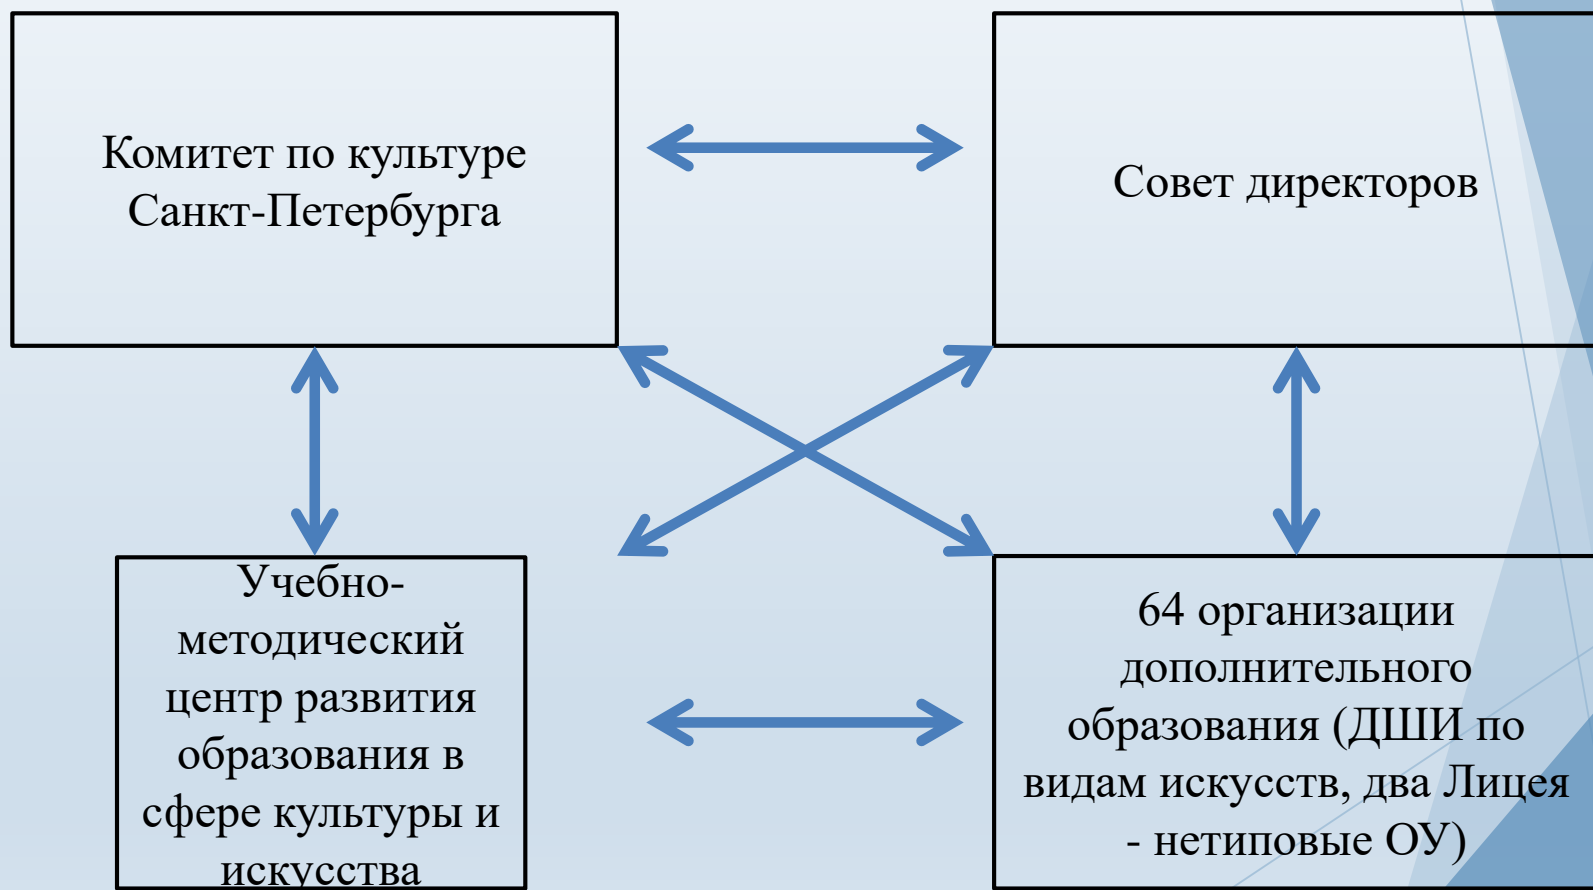 Комитет по культуре
Санкт-Петербурга
Совет директоров
Учебно-
методический
центр развития
образования в
сфере культуры и
искусства
64 организации
дополнительного
образования (ДШИ по
видам искусств, два Лицея
- нетиповые ОУ)